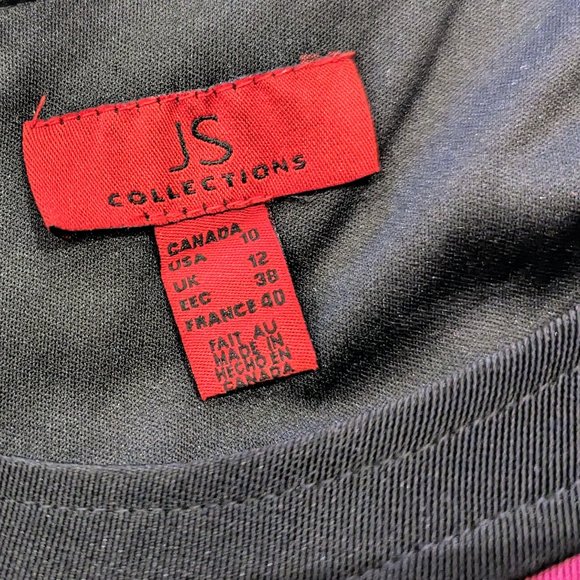 JS
COLLECTIONS
CANADA
USA 10
UK 12
EEC 38
FRANCE 40
FAIT AU
MADE IN
HECHO EN
CANADA